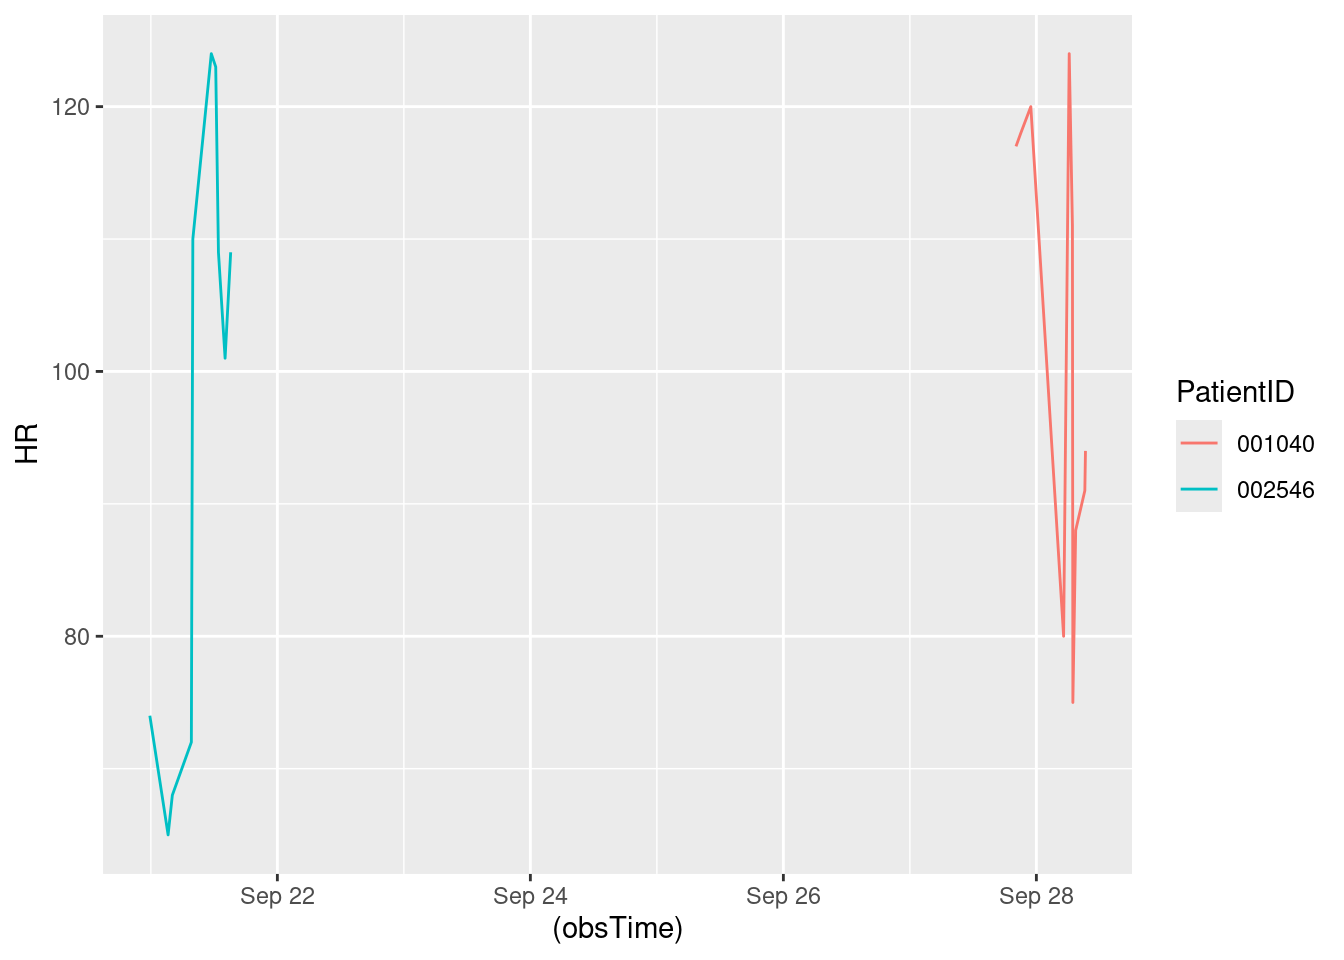 120
100
80
HR
Sep 22
Sep 24
Sep 26
Sep 28
(obsTime)
PatientID
001040
002546